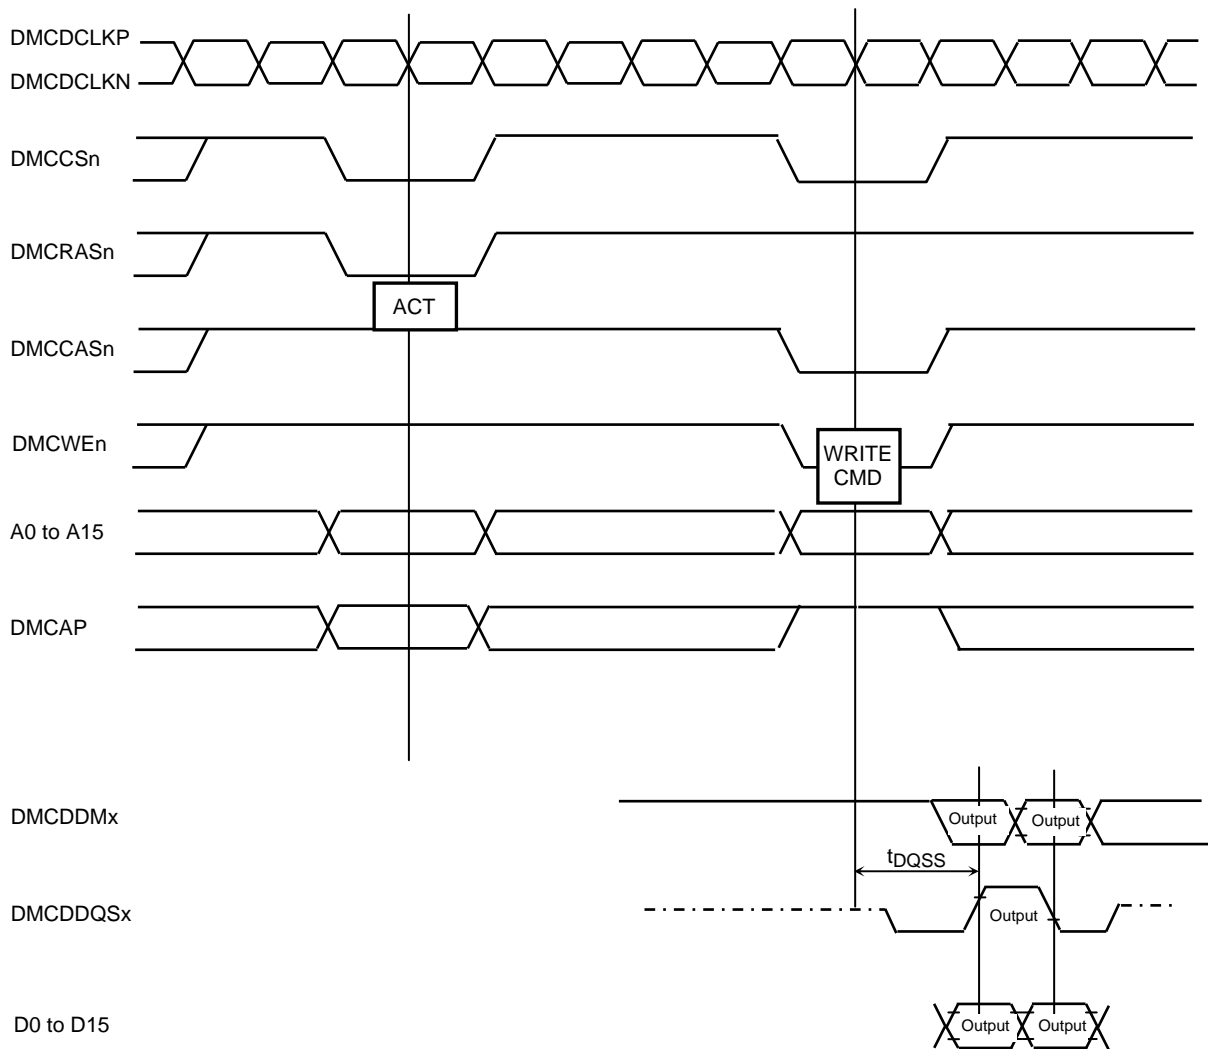 DMCDCLKP
DMCDCLKN
DMCCSn
DMCRASn
ACT
DMCCASn
DMCWEn
WRITE
CMD
A0 to A15
DMCAP
DMCDDMx
Output Output
tDQSS
DMCDDQSx
Output
D0 to D15
Output Output